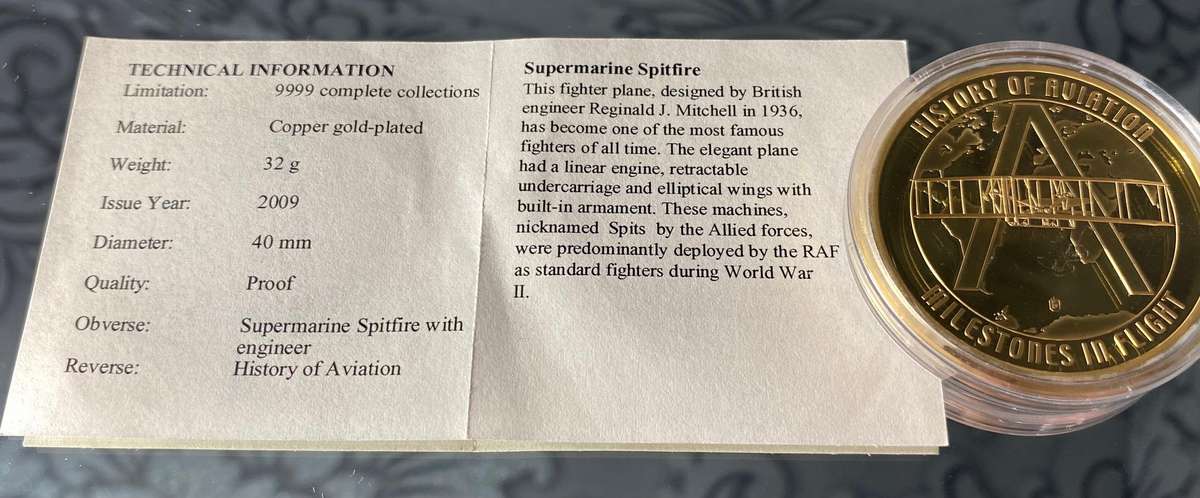 TECHNICAL INFORMATION
Limitation: 9999 complete collections
Material: Copper gold-plated
Weight: 32 g
Issue Year: 2009
Diameter: 40 mm
Quality: Proof
Obverse: Supermarine Spitfire with
engineer
Reverse: History of Aviation
Supermarine Spitfire
This fighter plane, designed by British
engineer Reginald J. Mitchell in 1936,
has become one of the most famous
fighters of all time. The elegant plane
had a linear engine, retractable
undercarriage and elliptical wings with
built-in armament. These machines,
nicknamed Spits by the Allied forces,
were predominantly deployed by the RAF
as standard fighters during World War
II.
HISTORY OF AVIATION
MILESTONES IN FLIGHT